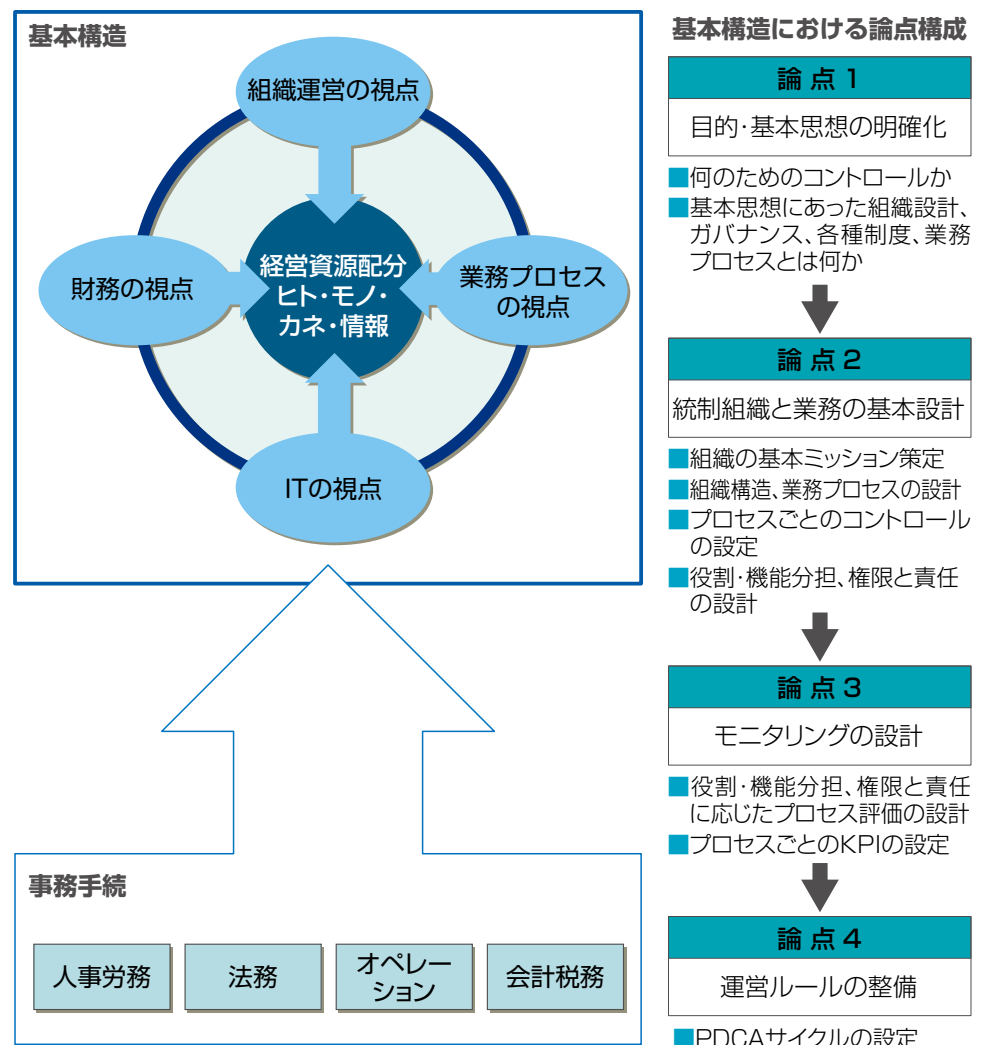 基本構造
組織運営の視点
財務の視点
経営資源配分
ヒト・モノ・
カネ・情報
業務プロセス
の視点
ITの視点
事務手続
人事労務
法務
オペレー
ション
会計税務
基本構造における論点構成
論点1
目的・基本思想の明確化
■何のためのコントロールか
■基本思想にあった組織設計、
ガバナンス、各種制度、業務
プロセスとは何か
論点2
統制組織と業務の基本設計
■組織の基本ミッション策定
■組織構造、業務プロセスの設計
■プロセスごとのコントロール
の設定
■役割・機能分担、権限と責任
の設計
論点3
モニタリングの設計
■役割・機能分担、権限と責任
に応じたプロセス評価の設計
■プロセスごとのKPIの設定
論点4
運営ルールの整備
■PDCAサイクルの設定